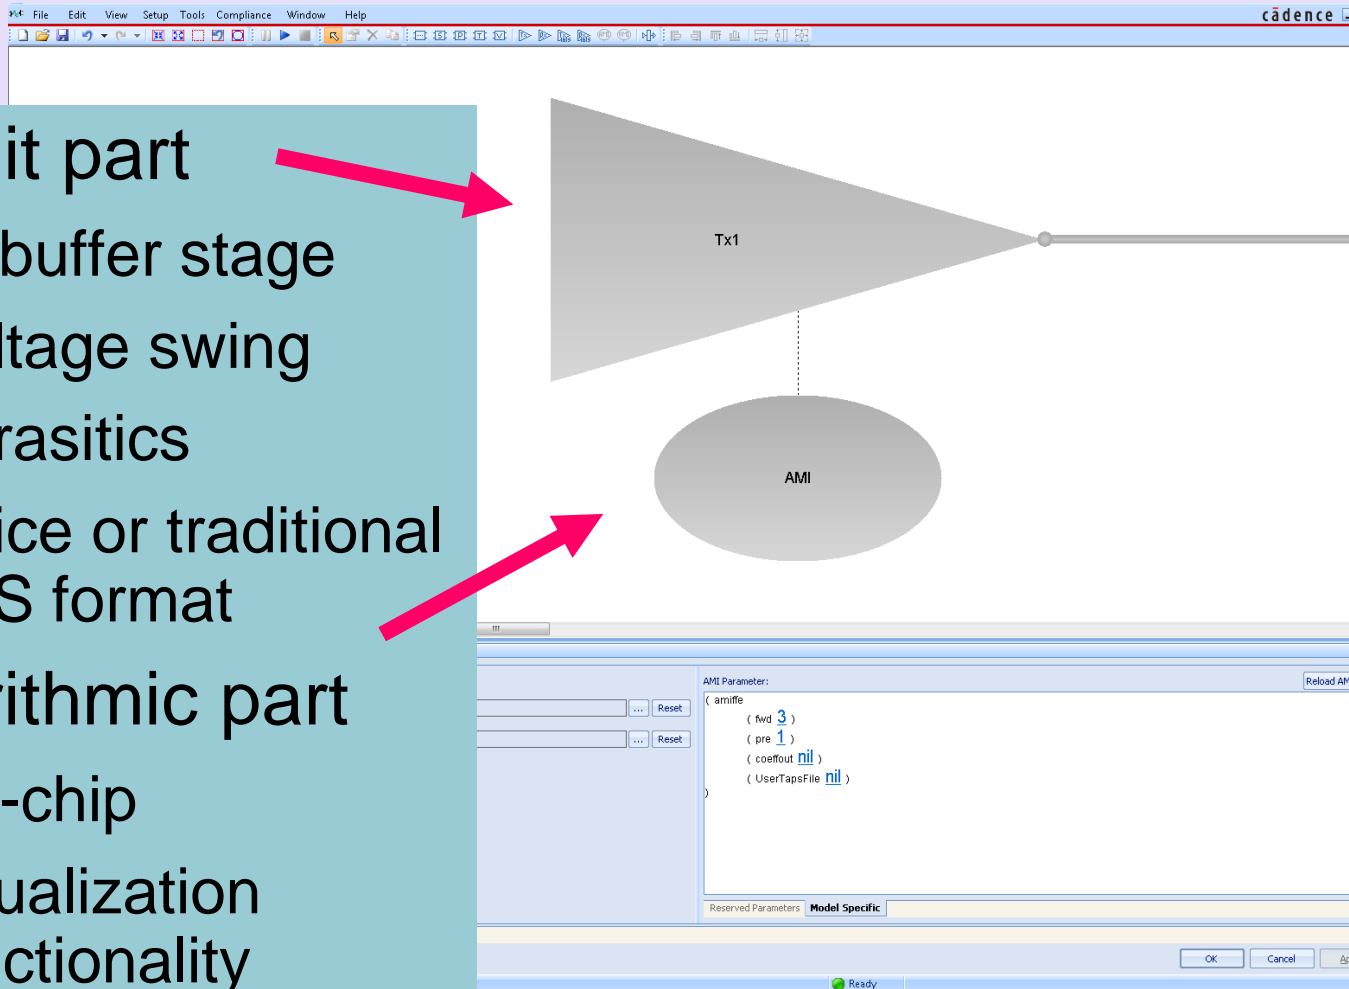 File Edit View Setup Tools Compliance Window Help
cādence
it part
buffer stage
ltage swing
rasitics
ice or traditional
S format
rithmic part
-chip
ualization
ctionality
Tx1
AMI
... Reset
... Reset
AMI Parameter:
Reload AM
( amiffe
( fwd 3 )
( pre 1 )
( coeffout nil )
( UserTapsFile nil )
)
Reserved Parameters Model Specific
OK Cancel Ap
Ready